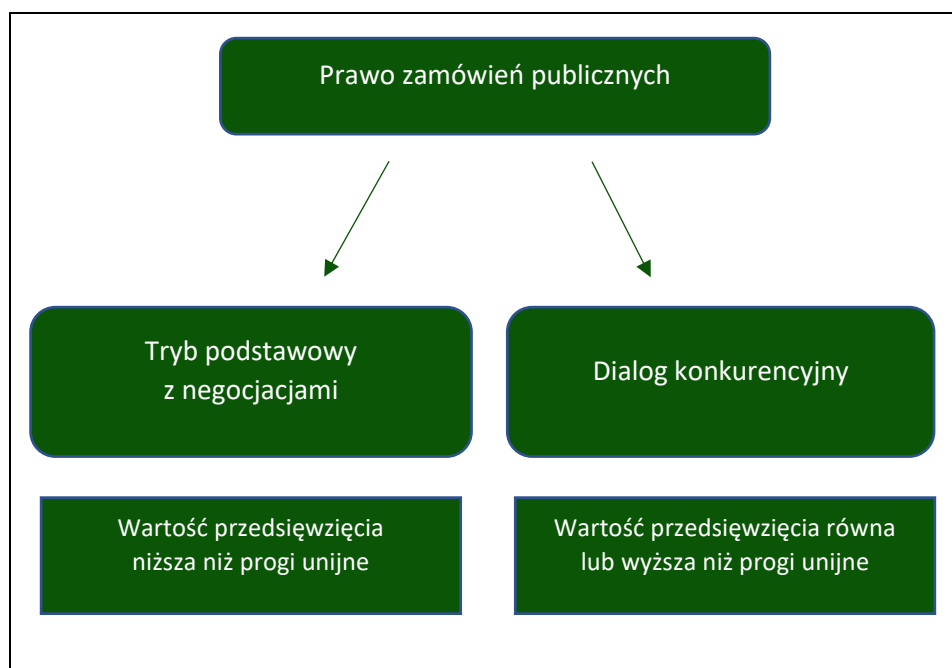 Prawo zamówień publicznych
Tryb podstawowy
z negocjacjami
Dialog konkurencyjny
Wartość przedsięwzięcia
niższa niż progi unijne
Wartość przedsięwzięcia równa
lub wyższa niż progi unijne